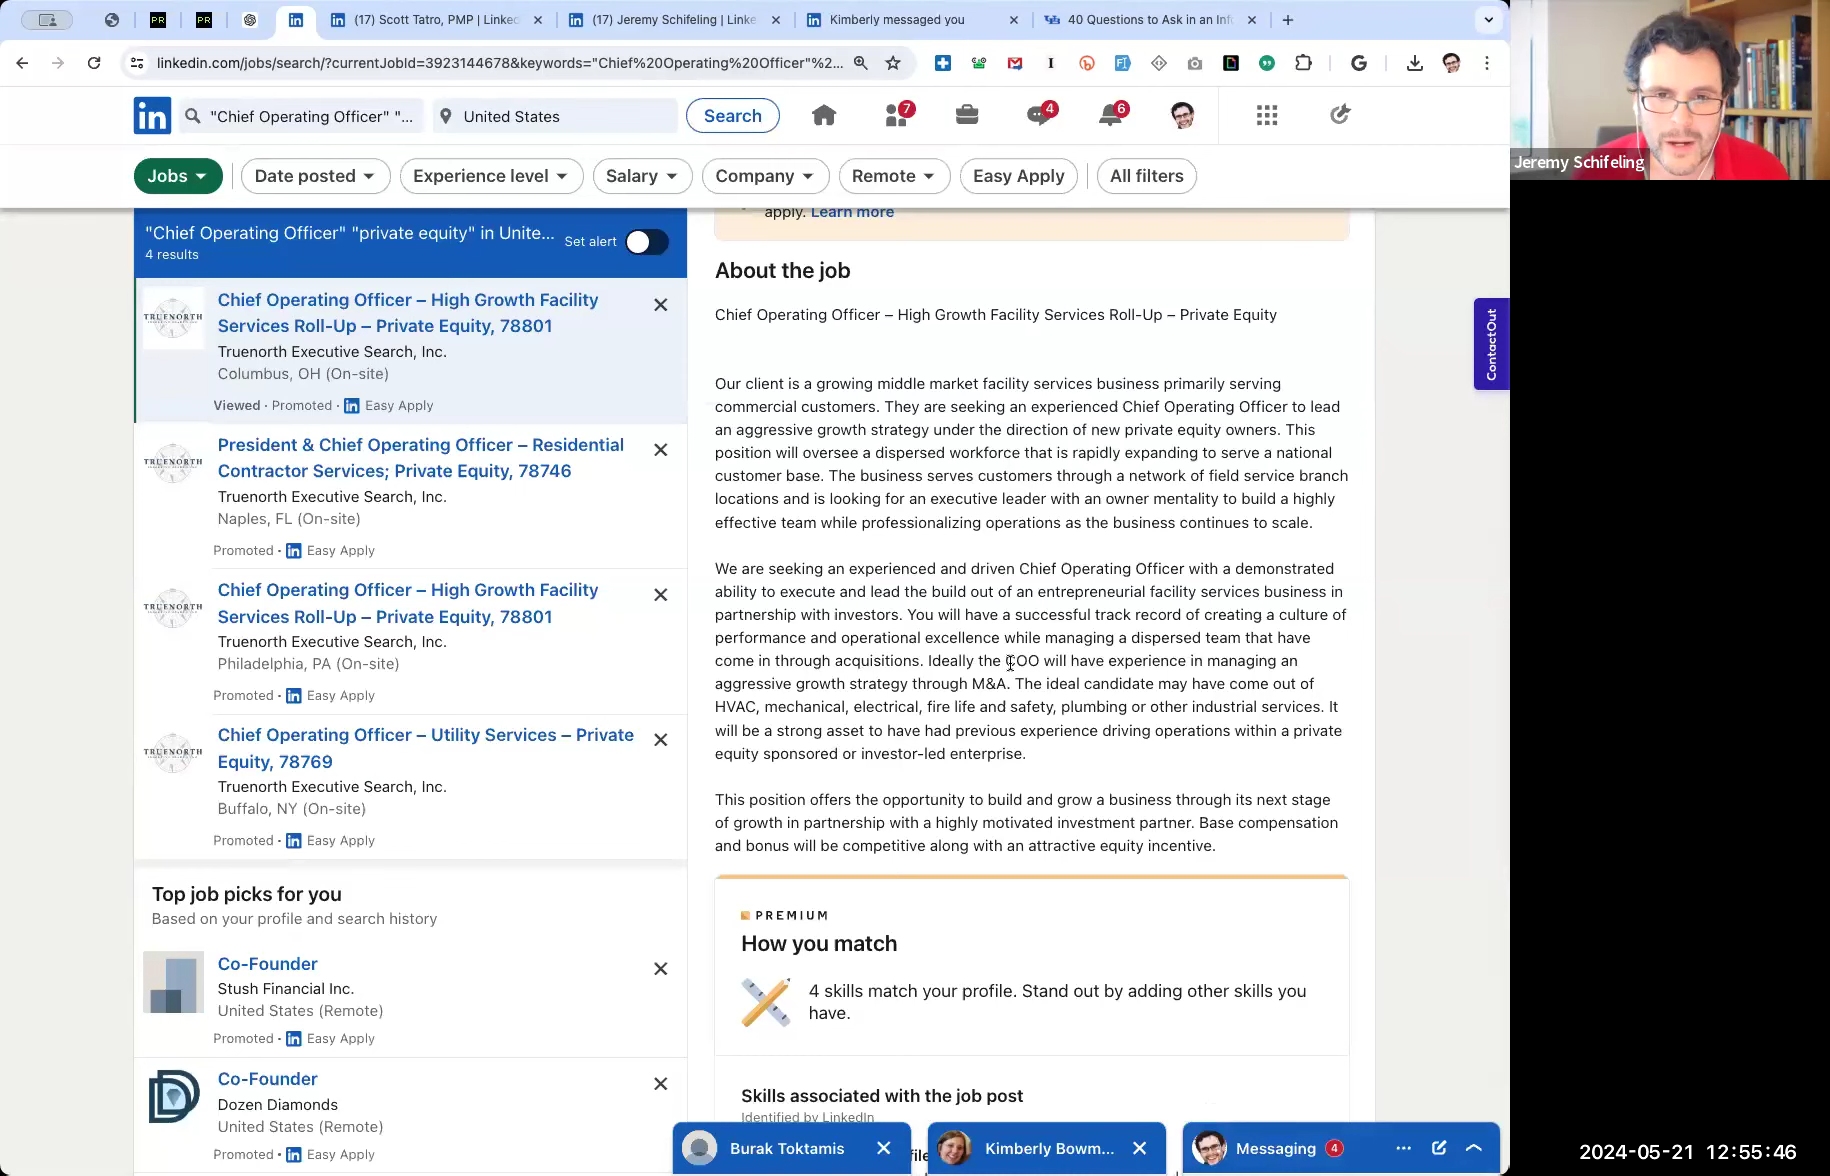 (17) Scott Tatro, PMP | Linke
(17) Jeremy Schifeling | Linke
Kimberly messaged you
40 Questions to Ask in an Inf
linkedin.com/jobs/search/?currentJobId=3923144678&keywords="Chief%20Operating%20Officer"%2...
"Chief Operating Officer" "...
United States
Search
7
4
6
Jobs
Date posted
Experience level
Salary
Company
Remote
Easy Apply
All filters
Jeremy Schifeling
"Chief Operating Officer" "private equity" in Unite...
4 results
Set alert
TRUENORTH
Chief Operating Officer – High Growth Facility
Services Roll-Up – Private Equity, 78801
Truenorth Executive Search, Inc.
Columbus, OH (On-site)
Viewed · Promoted · Easy Apply
TRUENORTH
President & Chief Operating Officer – Residential
Contractor Services; Private Equity, 78746
Truenorth Executive Search, Inc.
Naples, FL (On-site)
Promoted · Easy Apply
TRUENORTH
Chief Operating Officer – High Growth Facility
Services Roll-Up – Private Equity, 78801
Truenorth Executive Search, Inc.
Philadelphia, PA (On-site)
Promoted · Easy Apply
TRUENORTH
Chief Operating Officer – Utility Services – Private
Equity, 78769
Truenorth Executive Search, Inc.
Buffalo, NY (On-site)
Promoted · Easy Apply
Top job picks for you
Based on your profile and search history
Co-Founder
Stush Financial Inc.
United States (Remote)
Promoted · Easy Apply
Co-Founder
Dozen Diamonds
United States (Remote)
Promoted · Easy Apply
apply. Learn more
About the job
Chief Operating Officer – High Growth Facility Services Roll-Up – Private Equity
Our client is a growing middle market facility services business primarily serving
commercial customers. They are seeking an experienced Chief Operating Officer to lead
an aggressive growth strategy under the direction of new private equity owners. This
position will oversee a dispersed workforce that is rapidly expanding to serve a national
customer base. The business serves customers through a network of field service branch
locations and is looking for an executive leader with an owner mentality to build a highly
effective team while professionalizing operations as the business continues to scale.
We are seeking an experienced and driven Chief Operating Officer with a demonstrated
ability to execute and lead the build out of an entrepreneurial facility services business in
partnership with investors. You will have a successful track record of creating a culture of
performance and operational excellence while managing a dispersed team that have
come in through acquisitions. Ideally the COO will have experience in managing an
aggressive growth strategy through M&A. The ideal candidate may have come out of
HVAC, mechanical, electrical, fire life and safety, plumbing or other industrial services. It
will be a strong asset to have had previous experience driving operations within a private
equity sponsored or investor-led enterprise.
This position offers the opportunity to build and grow a business through its next stage
of growth in partnership with a highly motivated investment partner. Base compensation
and bonus will be competitive along with an attractive equity incentive.
PREMIUM
How you match
4 skills match your profile. Stand out by adding other skills you
have.
Skills associated with the job post
Identified by LinkedIn
ContactOut
Burak Toktamis
Kimberly Bowm...
Messaging 4
2024-05-21 12:55:46